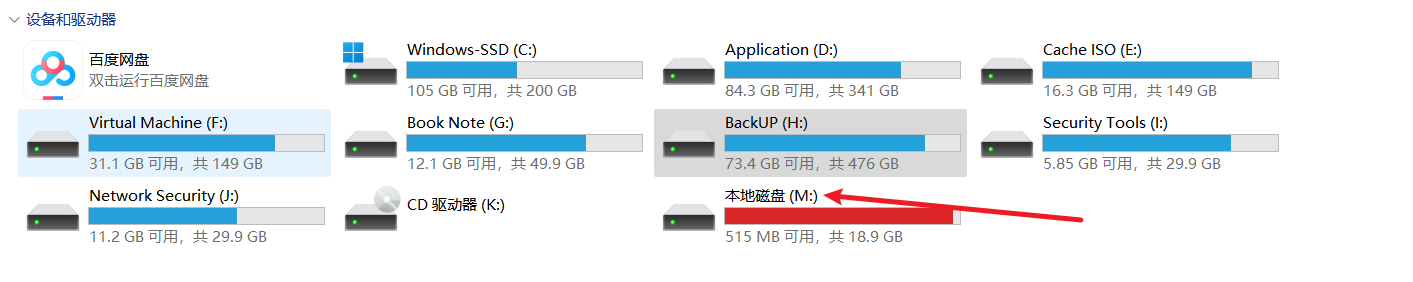 设备和驱动器
百度网盘
双击运行百度网盘
Windows-SSD (C:)
105 GB 可用，共 200 GB
Application (D:)
84.3 GB 可用，共 341 GB
Cache ISO (E:)
16.3 GB 可用，共 149 GB
Virtual Machine (F:)
31.1 GB 可用，共 149 GB
Book Note (G:)
12.1 GB 可用，共 49.9 GB
BackUP (H:)
73.4 GB 可用，共 476 GB
Security Tools (I:)
5.85 GB 可用，共 29.9 GB
Network Security (J:)
11.2 GB 可用，共 29.9 GB
CD 驱动器 (K:)
本地磁盘 (M:)
515 MB 可用，共 18.9 GB